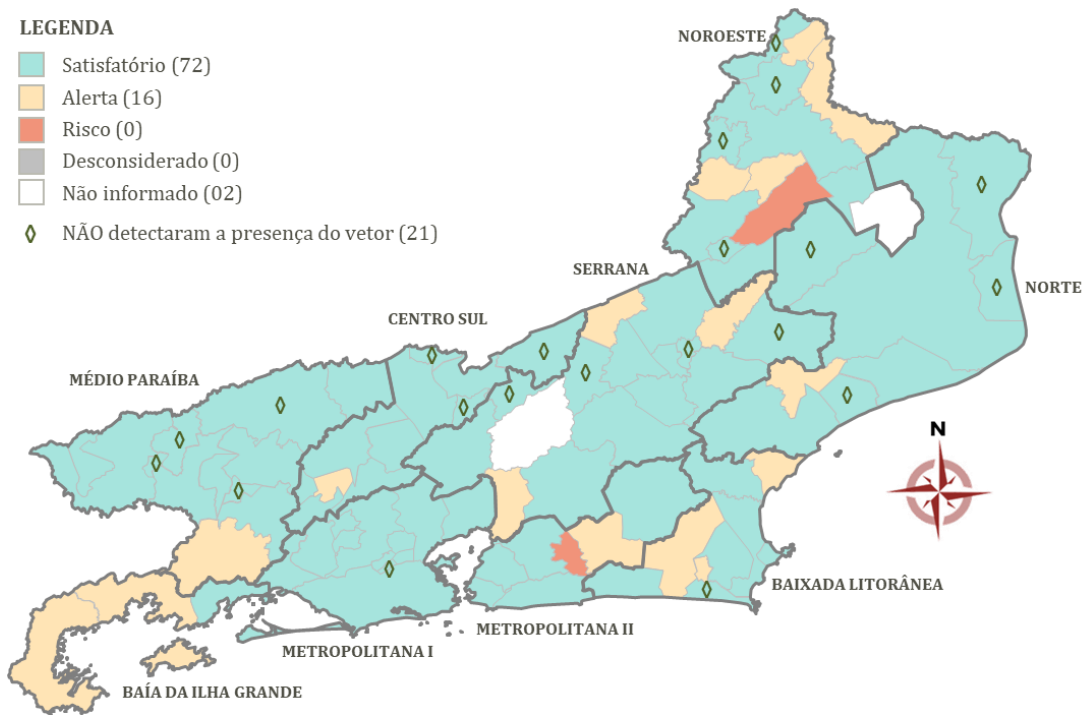 LEGENDA
Satisfatório (72)
Alerta (16)
Risco (0)
Desconsiderado (0)
Não informado (02)
NÃO detectaram a presença do vetor (21)
NOROESTE
SERRANA
NORTE
CENTRO SUL
MÉDIO PARAÍBA
N
BAIXADA LITORÂNEA
METROPOLITANA II
METROPOLITANA I
BAÍA DA ILHA GRANDE